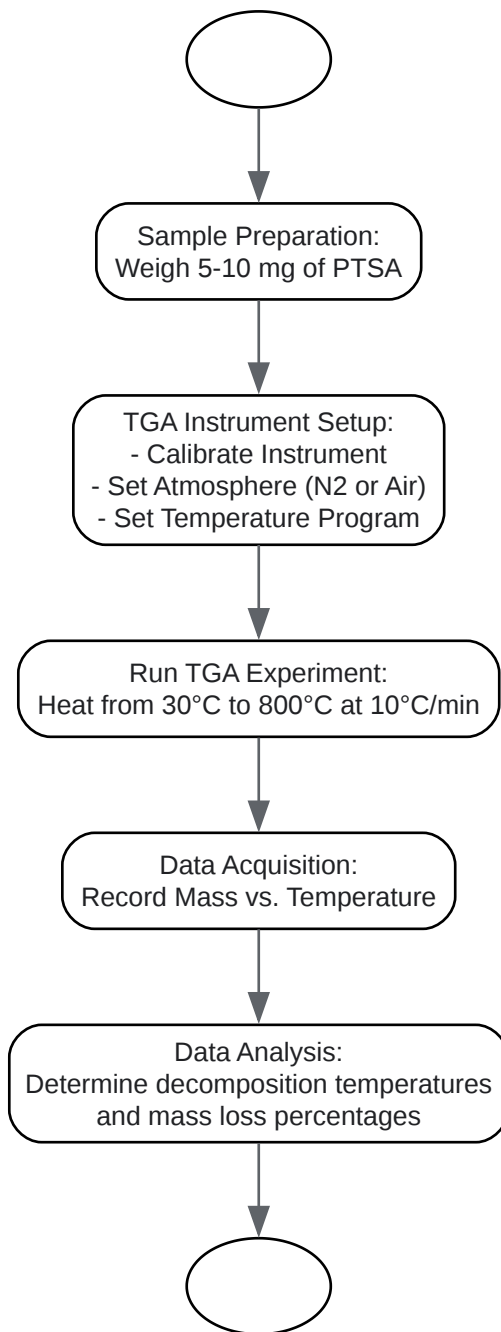 Sample Preparation:
Weigh 5-10 mg of PTSA
TGA Instrument Setup:
- Calibrate Instrument
- Set Atmosphere (N2 or Air)
- Set Temperature Program
Run TGA Experiment:
Heat from 30°C to 800°C at 10°C/min
Data Acquisition:
Record Mass vs. Temperature
Data Analysis:
Determine decomposition temperatures
and mass loss percentages